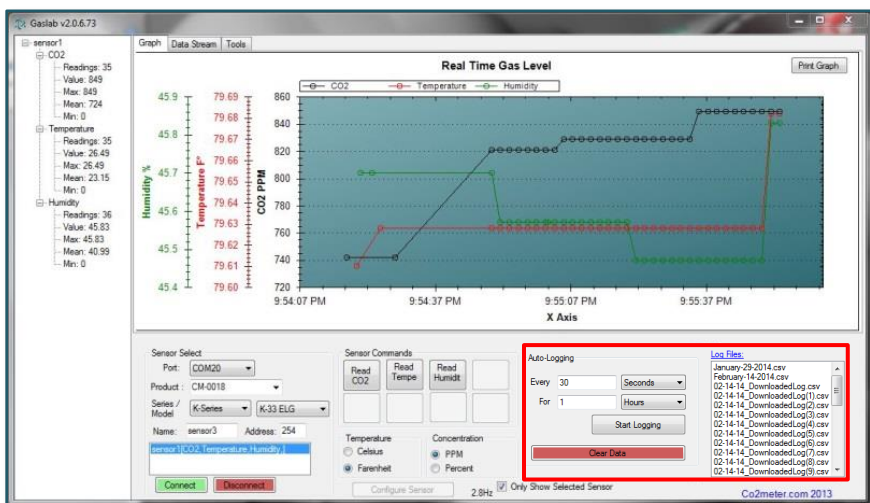 Gaslab v2.0.6.73
sensor1
CO2
Readings: 35
Value: 849
Max: 849
Mean: 724
Min: 0
Temperature
Readings: 35
Value: 26.49
Max: 26.49
Mean: 23.15
Min: 0
Humidity
Readings: 36
Value: 45.83
Max: 45.83
Mean: 40.99
Min: 0
Graph Data Stream Tools
Real Time Gas Level
Print Graph
CO2 Temperature Humidity
Humidity %
45.9
45.8
45.7
45.6
45.5
45.4
Temperature F°
79.69
79.68
79.67
79.66
79.65
79.64
79.63
79.62
79.61
79.60
CO2 PPM
860
840
820
800
780
760
740
720
9:54:07 PM 9:54:37 PM 9:55:07 PM 9:55:37 PM
X Axis
Sensor Select
Port: COM20
Product : CM-0018
Series / Model K-Series K-33 ELG
Name: sensor3 Address: 254
sensor1[CO2,Temperature,Humidity,]
Connect Disconnect
Sensor Commands
Read CO2
Read Tempe
Read Humidit
Temperature
Celsius
Farenheit
Concentration
PPM
Percent
Configure Sensor
2.8Hz
Only Show Selected Sensor
Auto-Logging
Every 30 Seconds
For 1 Hours
Start Logging
Clear Data
Log Files:
January-29-2014.csv
February-14-2014.csv
02-14-14_DownloadedLog.csv
02-14-14_DownloadedLog(1).csv
02-14-14_DownloadedLog(2).csv
02-14-14_DownloadedLog(3).csv
02-14-14_DownloadedLog(4).csv
02-14-14_DownloadedLog(5).csv
02-14-14_DownloadedLog(6).csv
02-14-14_DownloadedLog(7).csv
02-14-14_DownloadedLog(8).csv
02-14-14_DownloadedLog(9).csv
Co2meter.com 2013